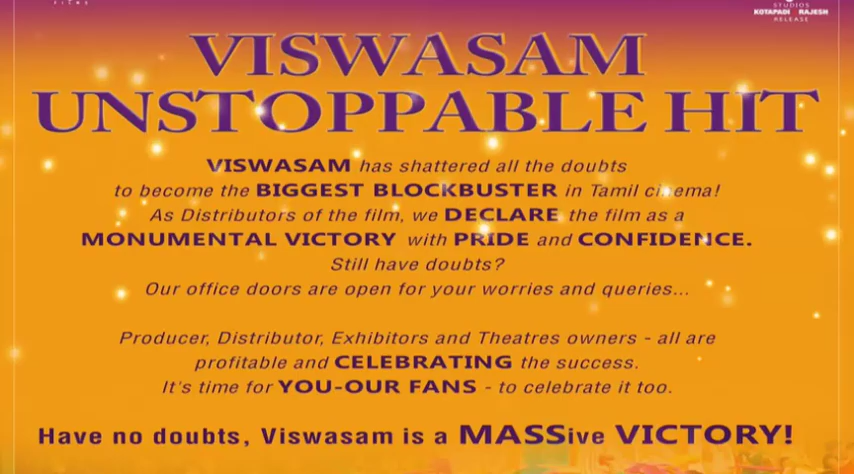 FILMS
STUDIOS
KOTAPADI RAJESH
RELEASE
VISWASAM
UNSTOPPABLE HIT
VISWASAM has shattered all the doubts
to become the BIGGEST BLOCKBUSTER in Tamil cinema!
As Distributors of the film, we DECLARE the film as a
MONUMENTAL VICTORY with PRIDE and CONFIDENCE.
Still have doubts?
Our office doors are open for your worries and queries...
Producer, Distributor, Exhibitors and Theatres owners - all are
profitable and CELEBRATING the success.
It's time for YOU-OUR FANS - to celebrate it too.
Have no doubts, Viswasam is a MASSive VICTORY!